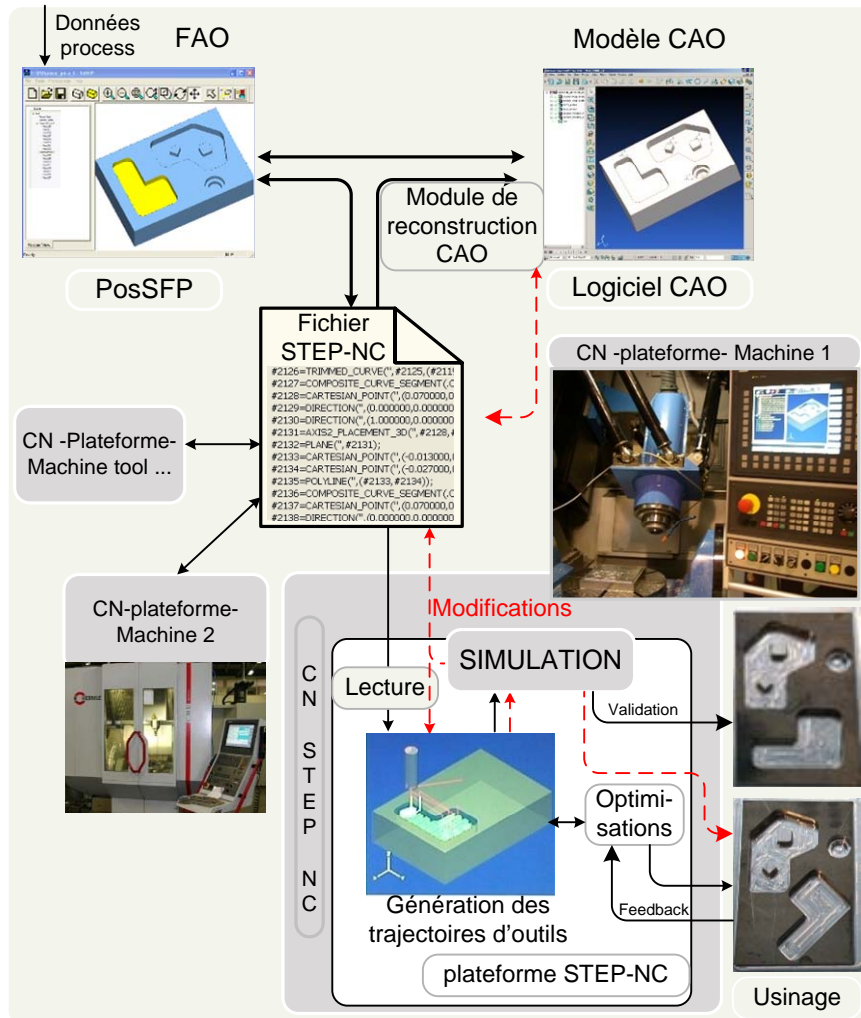 Données
process
FAO
Modèle CAO
Module de
reconstruction
CAO
PosSFP
Logiciel CAO
Fichier
STEP-NC
#2126=TRIMMED_CURVE('',#2125,(#2119
#2127=COMPOSITE_CURVE_SEGMENT(.C
#2128=CARTESIAN_POINT('',(0.070000,0
#2129=DIRECTION('',(0.000000,0.000000
#2130=DIRECTION('',(1.000000,0.000000
#2131=AXIS2_PLACEMENT_3D('',#2128,#
#2132=PLANE('',#2131);
#2133=CARTESIAN_POINT('',(-0.013000,
#2134=CARTESIAN_POINT('',(-0.027000,
#2135=POLYLINE('',(#2133,#2134));
#2136=COMPOSITE_CURVE_SEGMENT(.C
#2137=CARTESIAN_POINT('',(0.070000,0
#2138=DIRECTION('',(0.000000,0.000000
CN -plateforme- Machine 1
CN -Plateforme-
Machine tool ...
CN-plateforme-
Machine 2
Modifications
CN STEP NC
SIMULATION
Lecture
Validation
Optimi-
sations
Feedback
Génération des
trajectoires d'outils
plateforme STEP-NC
Usinage